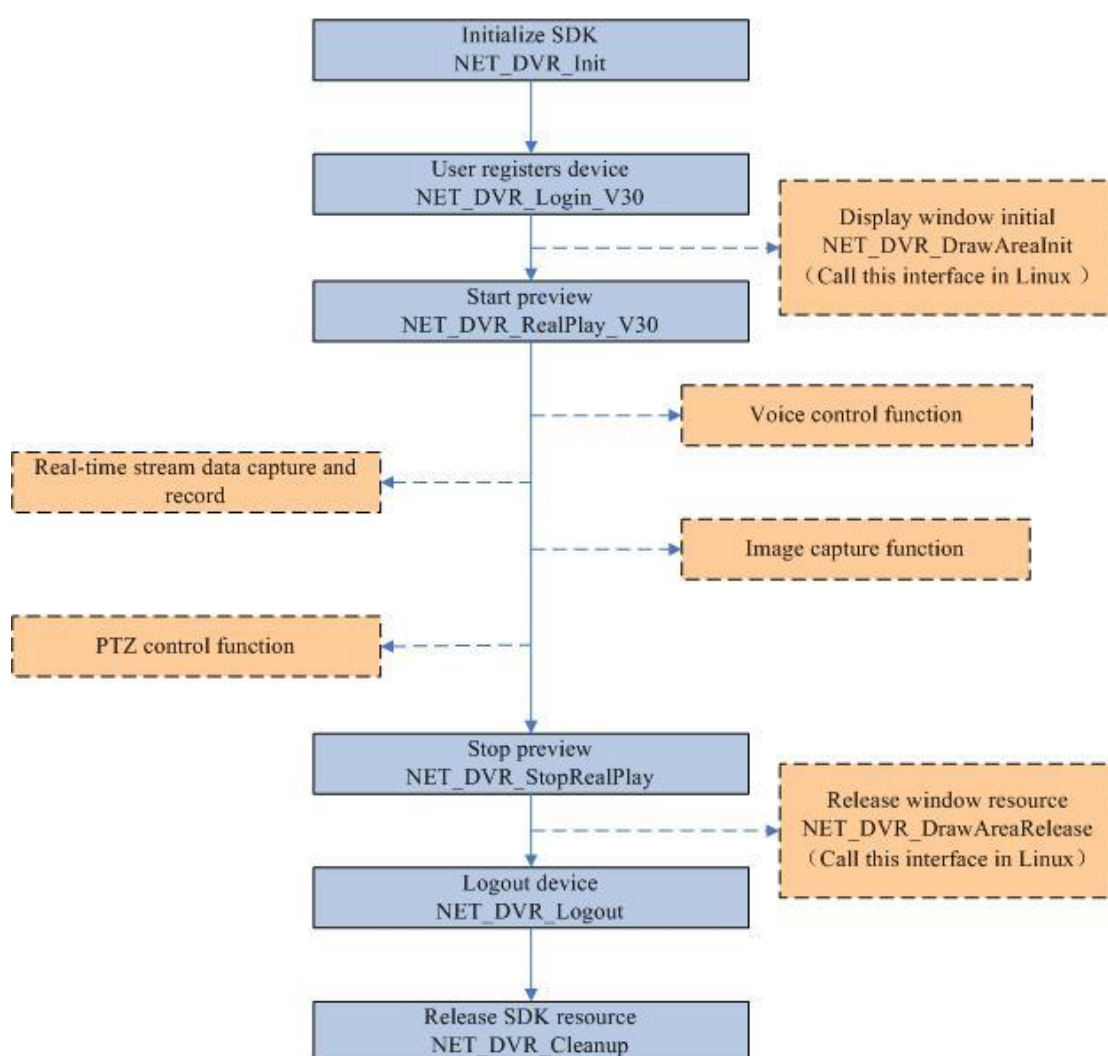 Initialize SDK
NET_DVR_Init
User registers device
NET_DVR_Login_V30
Display window initial
NET_DVR_DrawAreaInit
（Call this interface in Linux ）
Start preview
NET_DVR_RealPlay_V30
Voice control function
Real-time stream data capture and
record
Image capture function
PTZ control function
Stop preview
NET_DVR_StopRealPlay
Release window resource
NET_DVR_DrawAreaRelease
（Call this interface in Linux）
Logout device
NET_DVR_Logout
Release SDK resource
NET_DVR_Cleanup